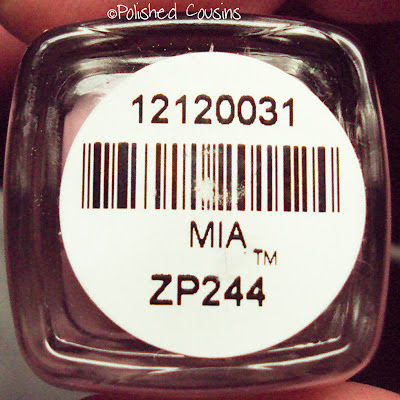 ©Polished Cousins
12120031
MIA
TM
ZP244